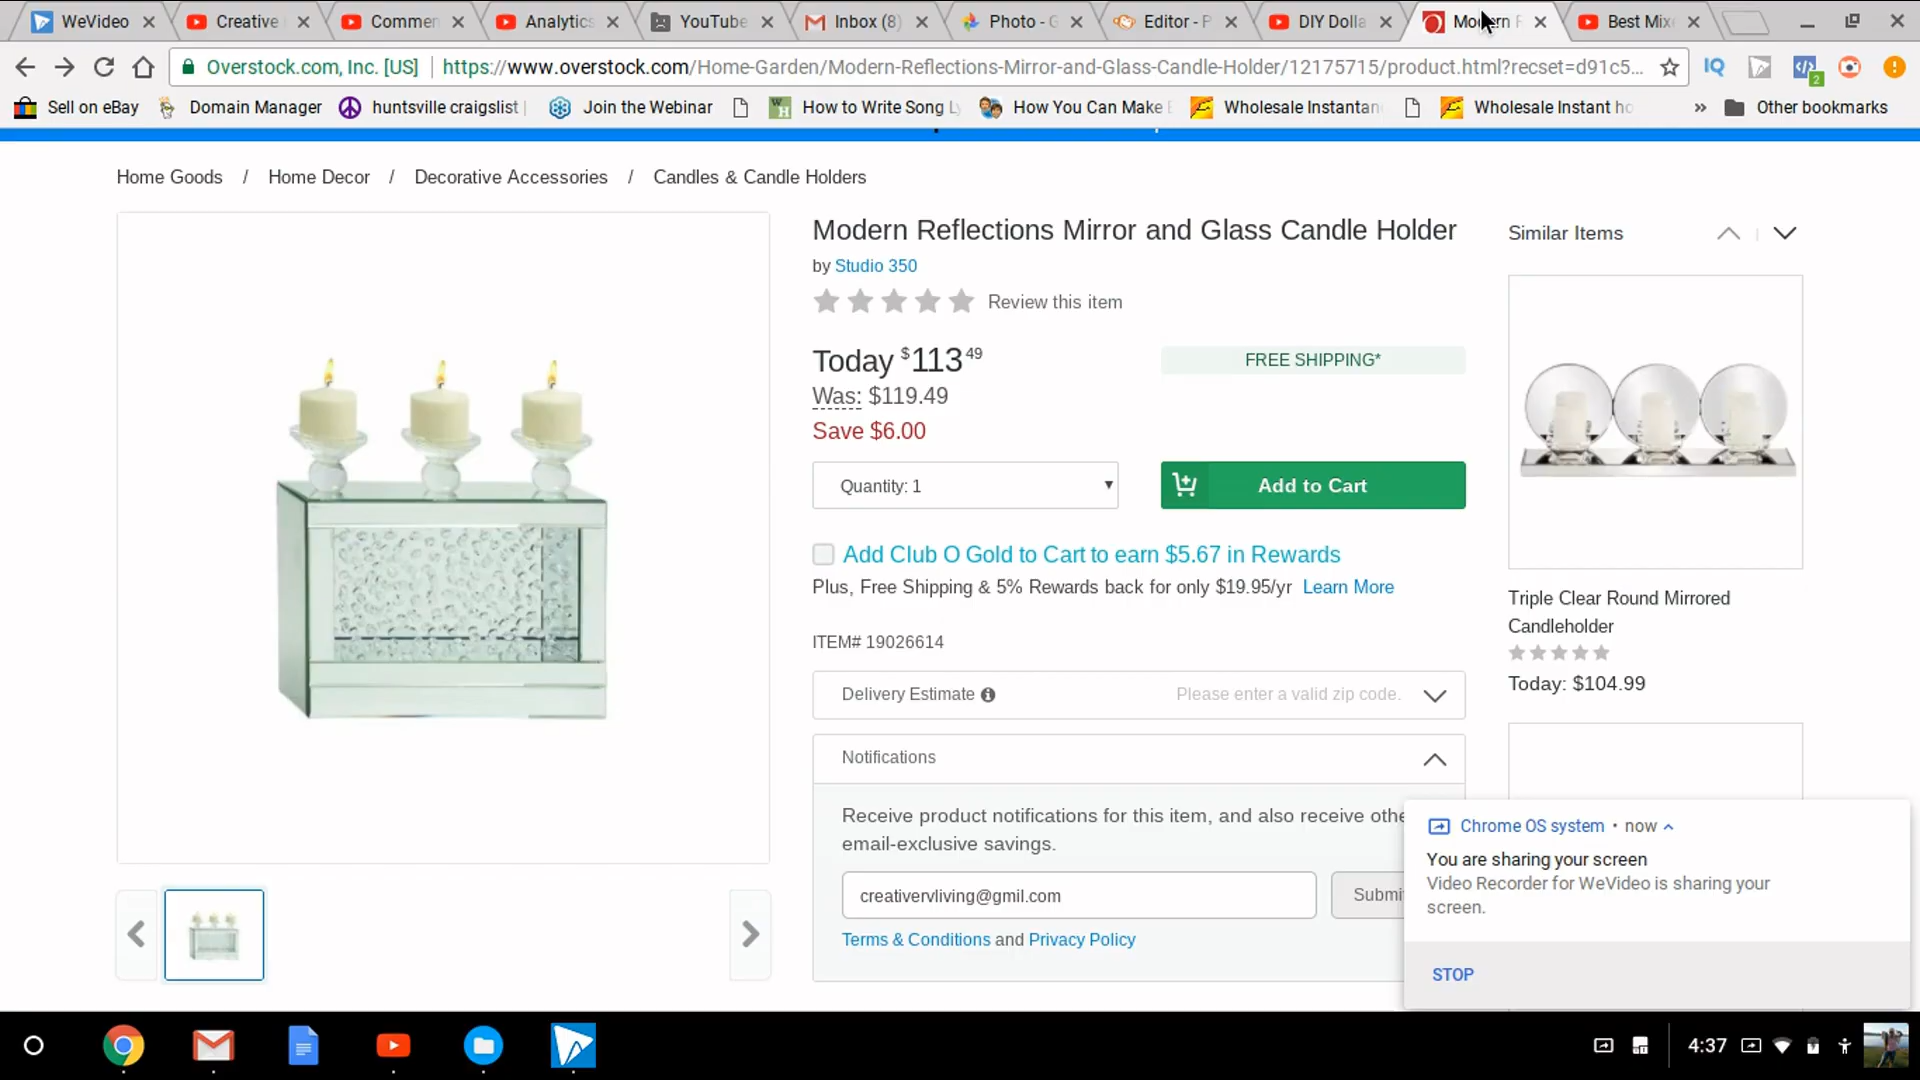 WeVideo
Creative
Commen
Analytics
YouTube
Inbox (8)
Photo - G
Editor - P
DIY Dolla
Modern R
Best Mix
Overstock.com, Inc. [US]
https://www.overstock.com/Home-Garden/Modern-Reflections-Mirror-and-Glass-Candle-Holder/12175715/product.html?recset=d91c5...
Sell on eBay
Domain Manager
huntsville craigslist
Join the Webinar
How to Write Song Ly
How You Can Make
Wholesale Instantan
Wholesale Instant ho
» Other bookmarks
Home Goods / Home Decor / Decorative Accessories / Candles & Candle Holders
Modern Reflections Mirror and Glass Candle Holder
by Studio 350
Review this item
Today $113 49
FREE SHIPPING*
Was: $119.49
Save $6.00
Quantity: 1
Add to Cart
Add Club O Gold to Cart to earn $5.67 in Rewards
Plus, Free Shipping & 5% Rewards back for only $19.95/yr Learn More
ITEM# 19026614
Delivery Estimate
Please enter a valid zip code.
Notifications
Receive product notifications for this item, and also receive othe
email-exclusive savings.
creativervliving@gmil.com
Submi
Terms & Conditions and Privacy Policy
Similar Items
Triple Clear Round Mirrored
Candleholder
Today: $104.99
Chrome OS system • now
You are sharing your screen
Video Recorder for WeVideo is sharing your
screen.
STOP
4:37